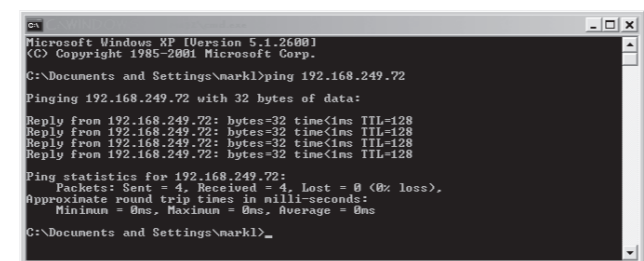 Microsoft Windows XP [Version 5.1.2600]
(C) Copyright 1985-2001 Microsoft Corp.
C:\Documents and Settings\markl>ping 192.168.249.72
Pinging 192.168.249.72 with 32 bytes of data:
Reply from 192.168.249.72: bytes=32 time<1ms TTL=128
Reply from 192.168.249.72: bytes=32 time<1ms TTL=128
Reply from 192.168.249.72: bytes=32 time<1ms TTL=128
Reply from 192.168.249.72: bytes=32 time<1ms TTL=128
Ping statistics for 192.168.249.72:
Packets: Sent = 4, Received = 4, Lost = 0 (0% loss),
Approximate round trip times in milli-seconds:
Minimum = 0ms, Maximum = 0ms, Average = 0ms
C:\Documents and Settings\markl>_